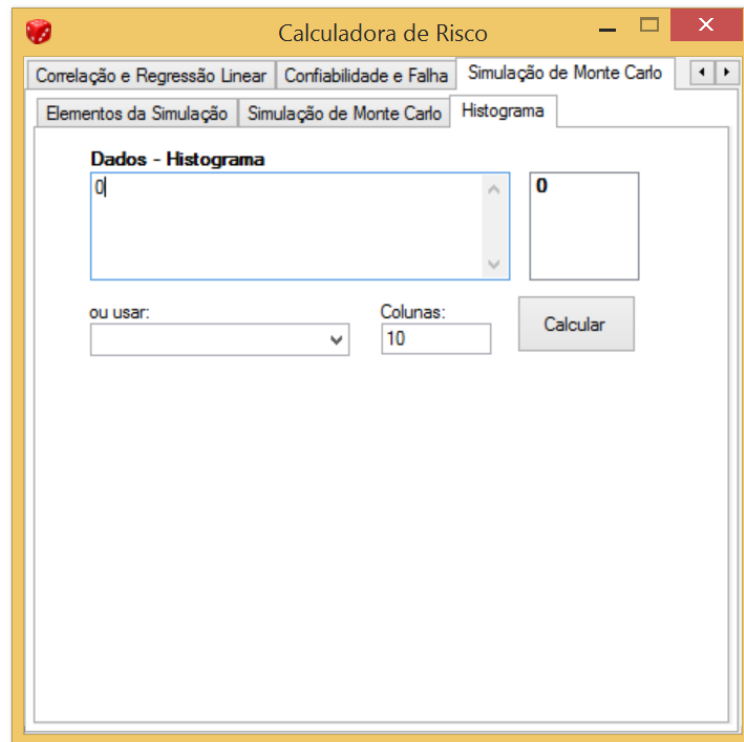 Calculadora de Risco
Correlação e Regressão Linear Confiabilidade e Falha Simulação de Monte Carlo
Elementos da Simulação Simulação de Monte Carlo Histograma
Dados - Histograma
0 0
ou usar: Colunas:
10 Calcular